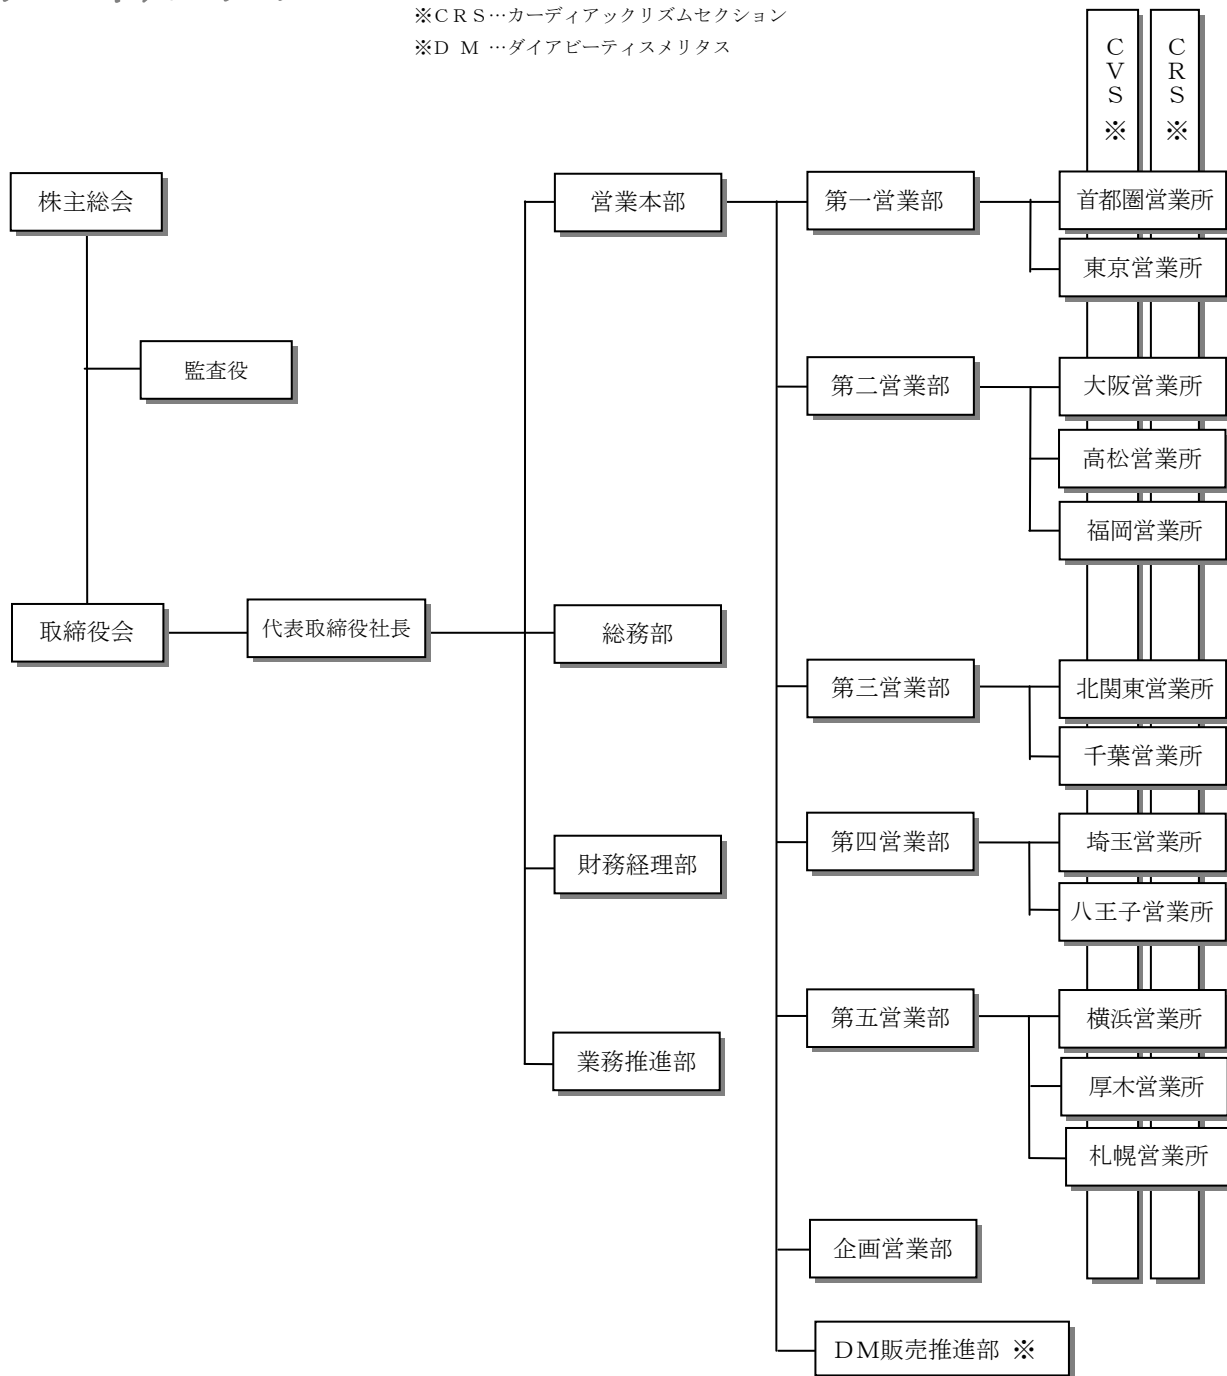 ※ＣＲＳ…カーディアックリズムセクション
※Ｄ Ｍ …ダイアビーティスメリタス
ＣＶＳ ※
ＣＲＳ ※
株主総会
監査役
取締役会
代表取締役社長
営業本部
総務部
財務経理部
業務推進部
第一営業部
首都圏営業所
東京営業所
第二営業部
大阪営業所
高松営業所
福岡営業所
第三営業部
北関東営業所
千葉営業所
第四営業部
埼玉営業所
八王子営業所
第五営業部
横浜営業所
厚木営業所
札幌営業所
企画営業部
ＤＭ販売推進部 ※